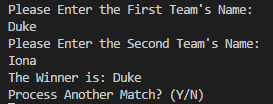 Please Enter the First Team's Name:
Duke
Please Enter the Second Team's Name:
Iona
The Winner is: Duke
Process Another Match? (Y/N)